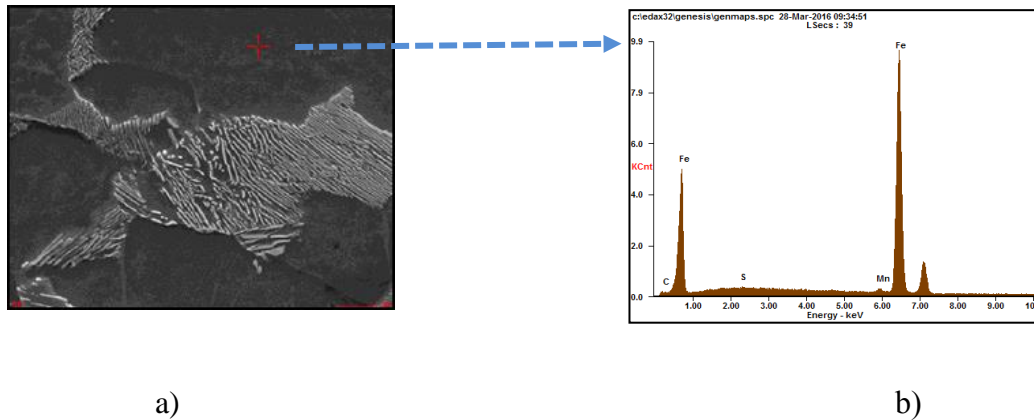 c:\edax32\genesis\genmaps.spc 28-Mar-2016 09:34:51
LSecs : 39
9.9
7.9
6.0
KCnt
4.0
2.0
0.0
Fe
Fe
C
S
Mn
1.00 2.00 3.00 4.00 5.00 6.00 7.00 8.00 9.00 10
Energy - keV
a)
b)